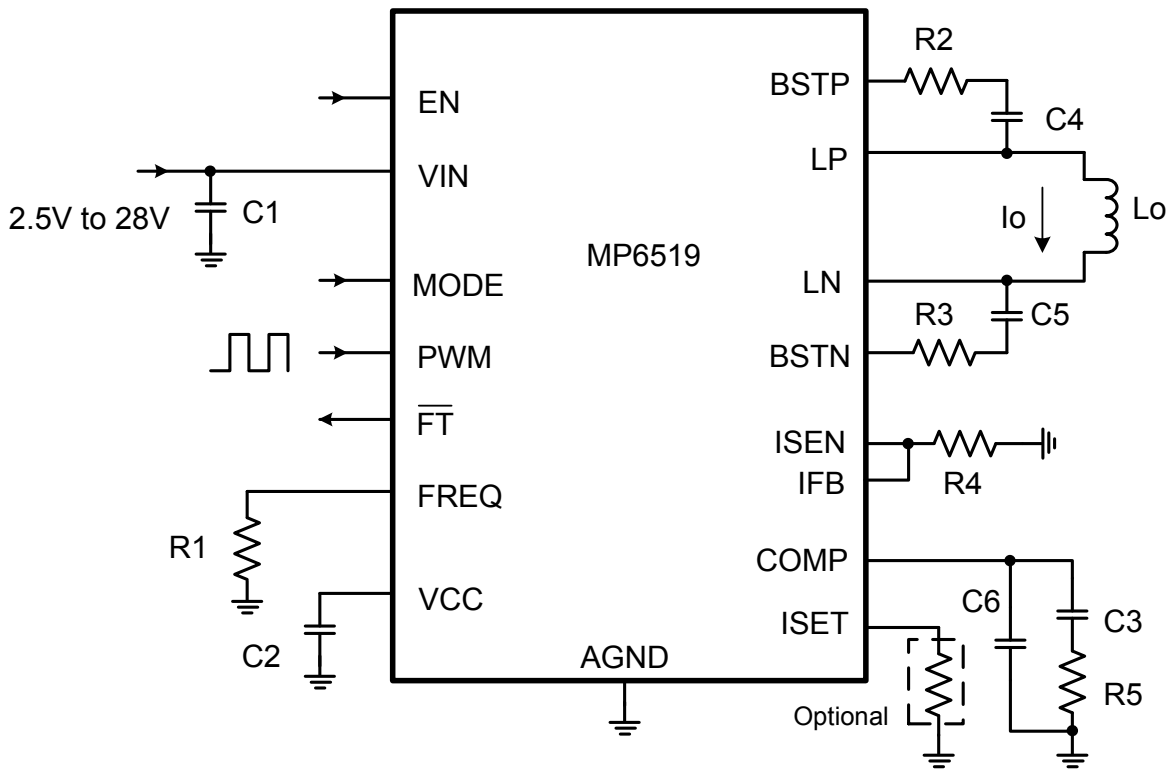 R2
BSTP
C4
EN
LP
VIN
2.5V to 28V
C1
Io
Lo
MP6519
MODE
LN
R3
C5
PWM
BSTN
FT
ISEN
IFB
R4
FREQ
R1
COMP
VCC
C6
C3
ISET
C2
AGND
R5
Optional